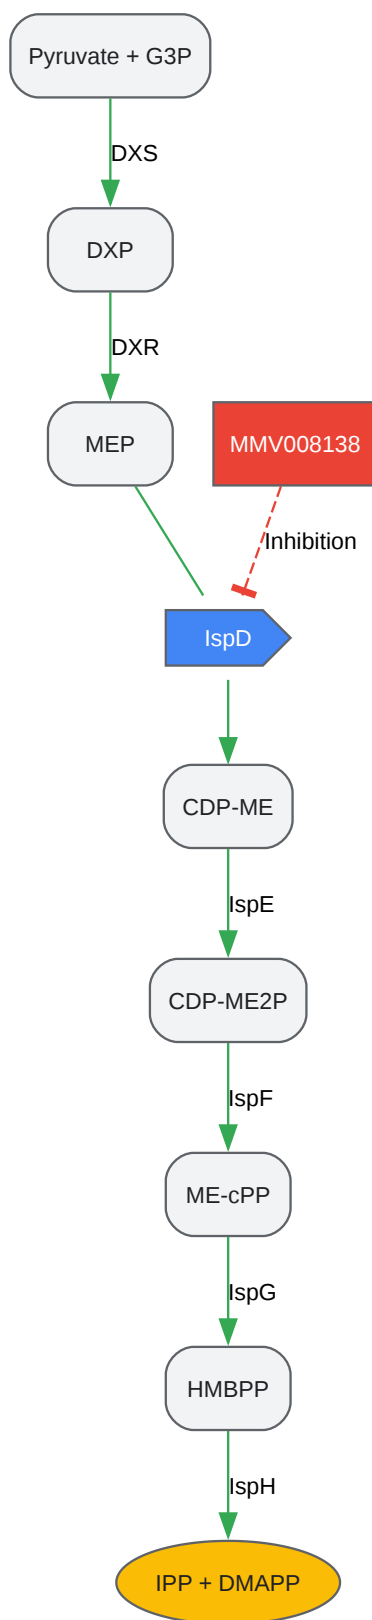 Pyruvate + G3P
DXS
DXP
DXR
MEP
MMV008138
Inhibition
IspD
CDP-ME
IspE
CDP-ME2P
IspF
ME-cPP
IspG
HMBPP
IspH
IPP + DMAPP